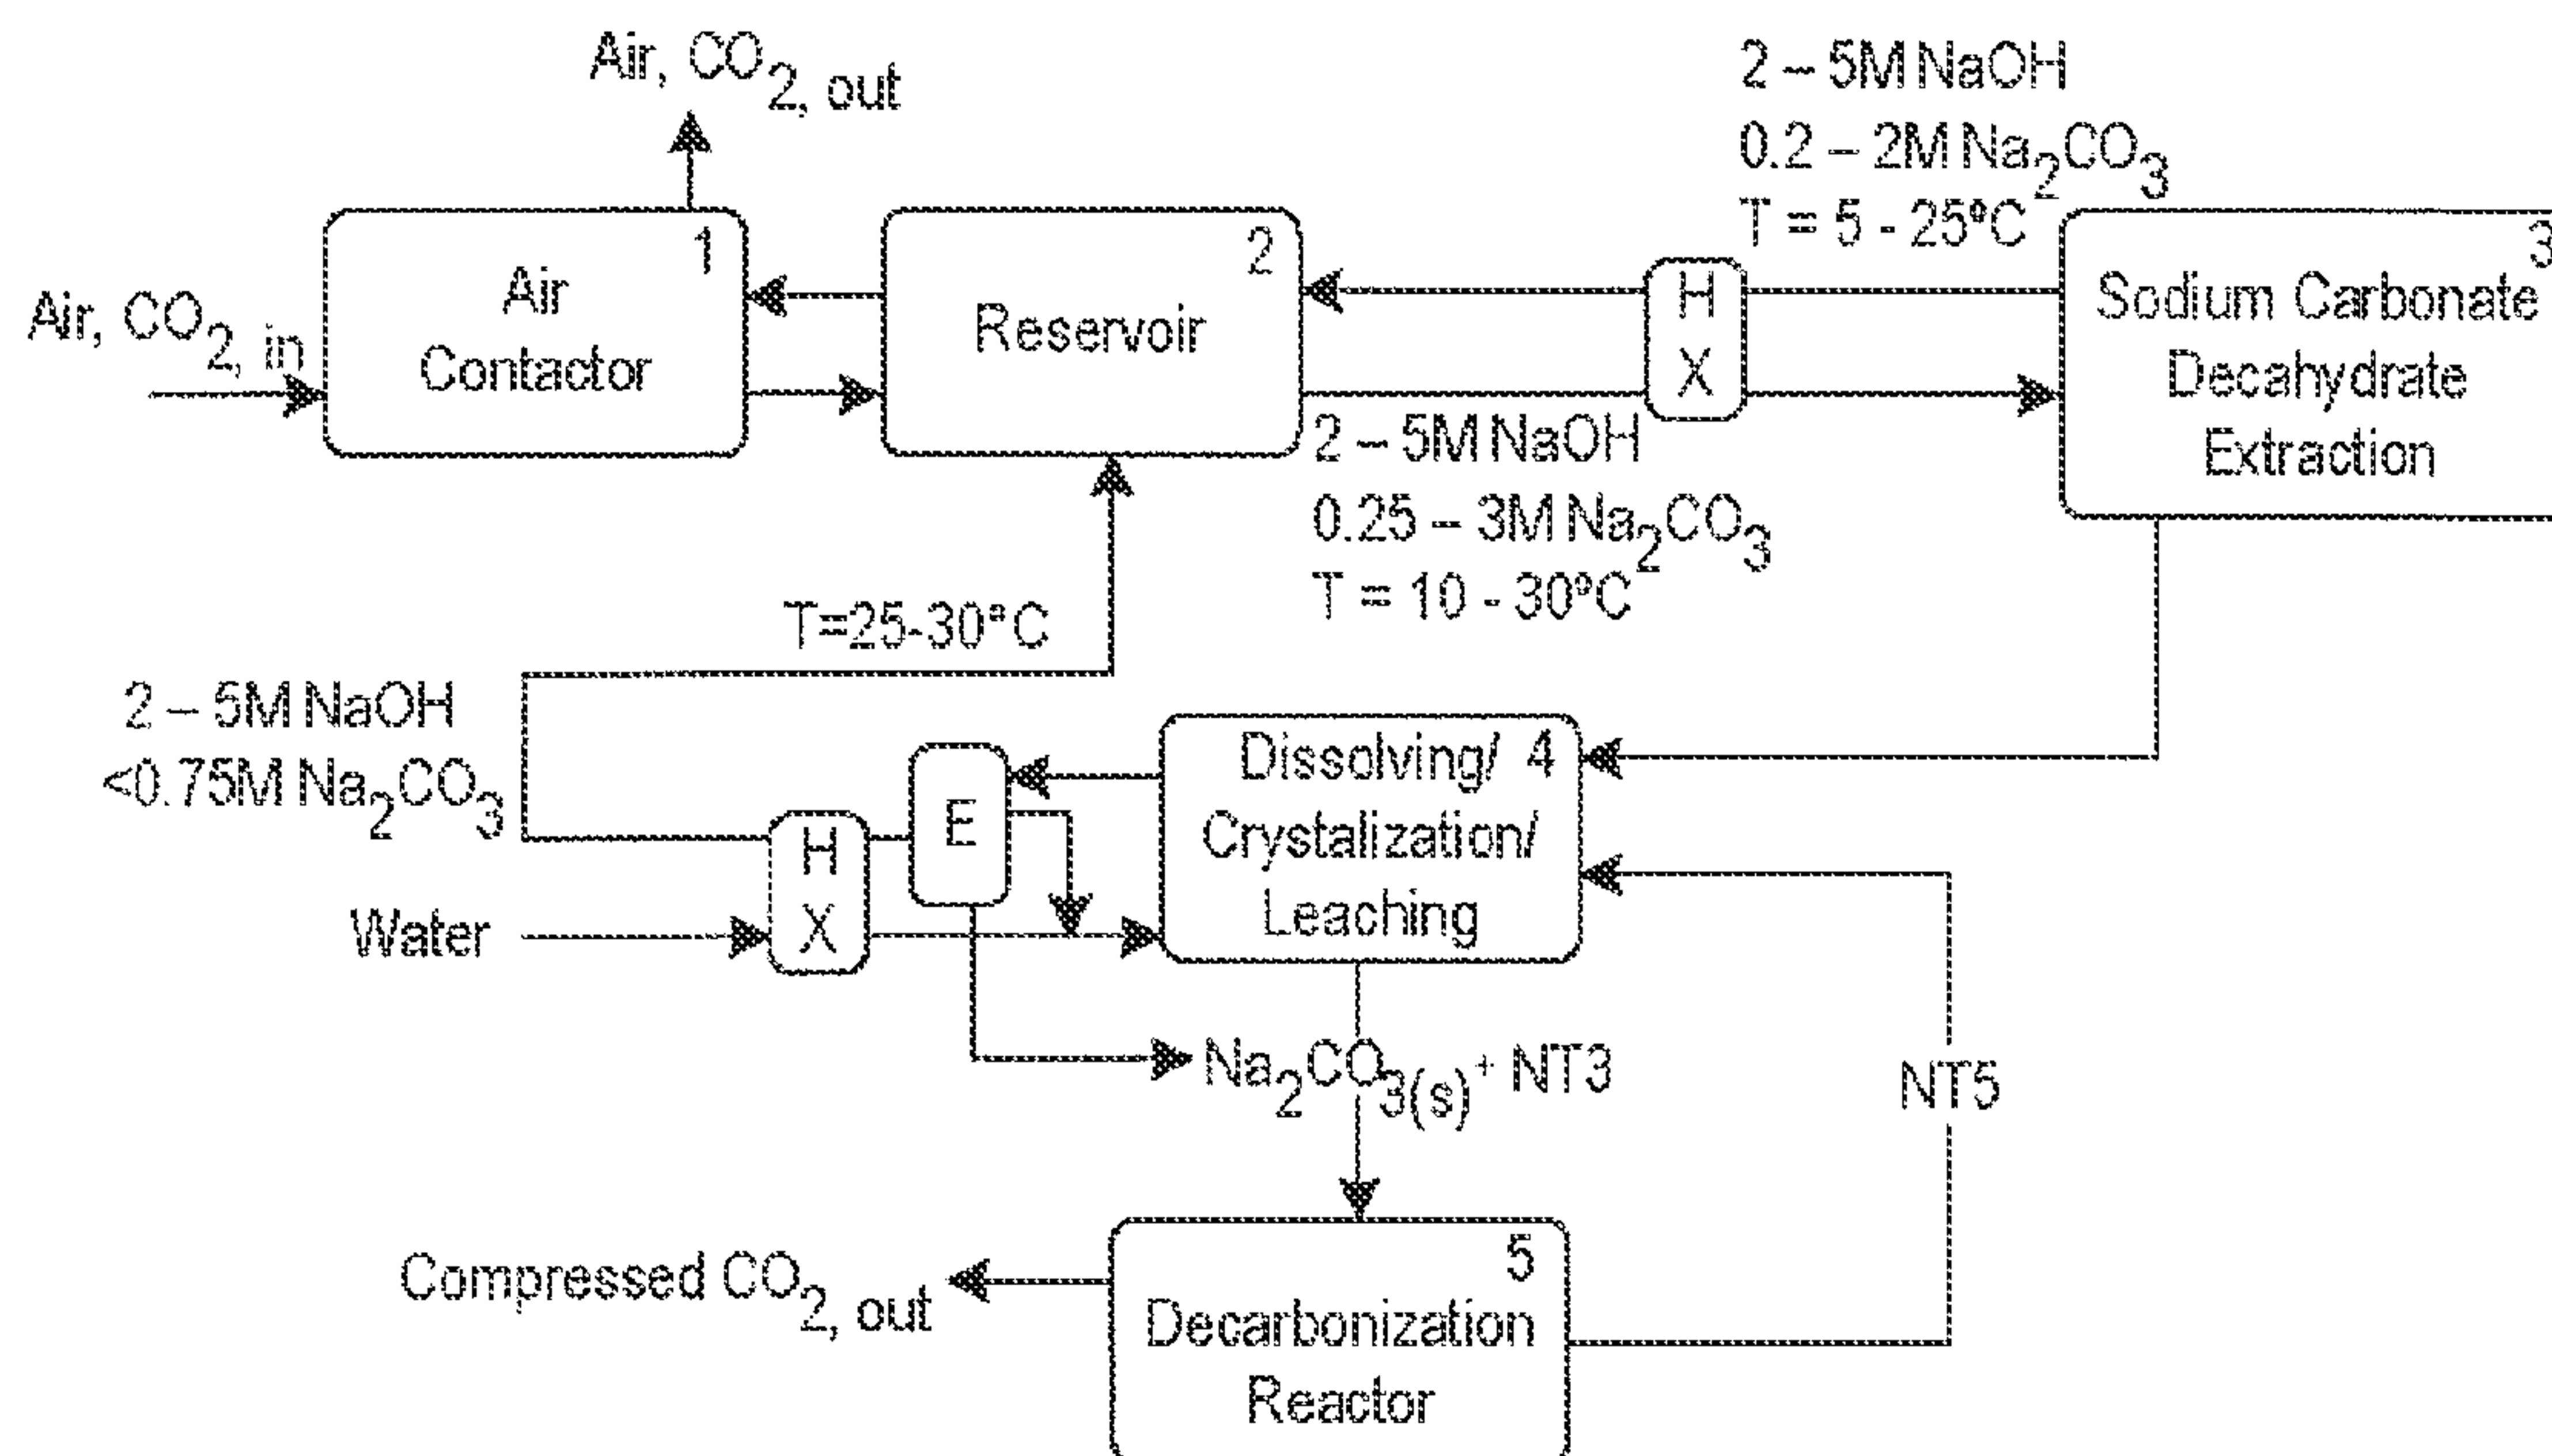 Air, CO2, out
2 – 5M NaOH
0.2 – 2M Na2CO3
T = 5 - 25ºC
Air, CO2, in
1
Air
Contactor
2
Reservoir
H
X
3
Sodium Carbonate
Decahydrate
Extraction
2 – 5M NaOH
0.25 – 3M Na2CO3
T = 10 - 30ºC
T=25-30°C
2 – 5M NaOH
<0.75M Na2CO3
E
H
X
Water
Dissolving/ 4
Crystalization/
Leaching
Na2CO3(s)+ NT3
NT5
Compressed CO2, out
5
Decarbonization
Reactor